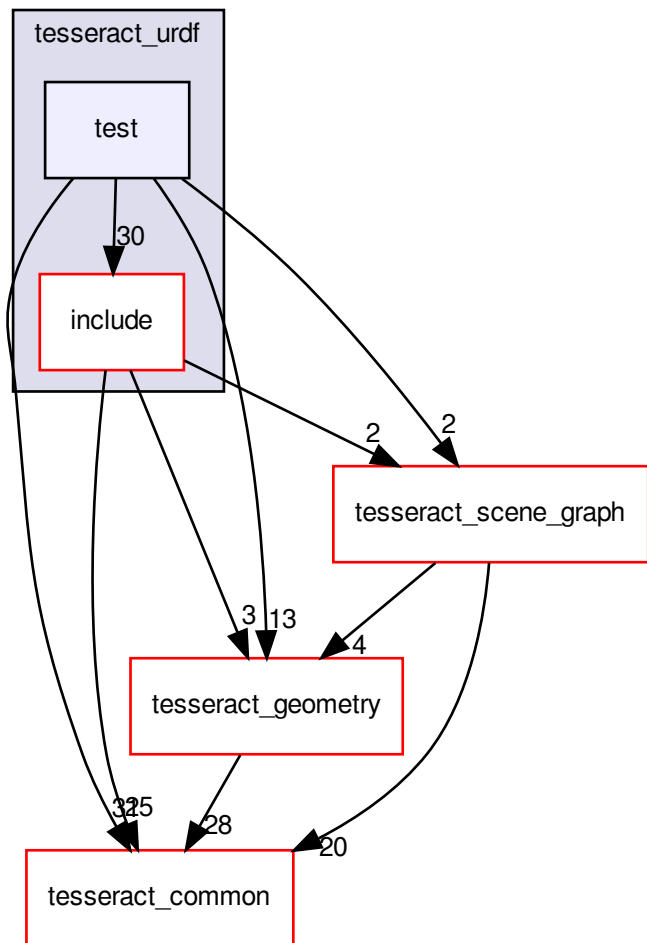 tesseract_urdf
test
30
include
2
2
tesseract_scene_graph
3
13
4
tesseract_geometry
28
20
tesseract_common